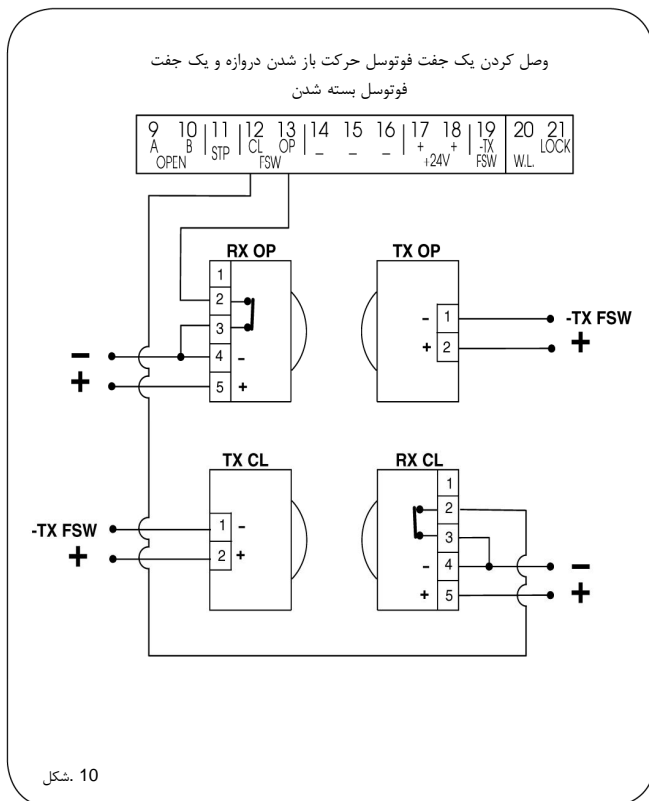 وصل کردن یک جفت فوتوسل حرکت باز شدن دروازه و یک جفت
فوتوسل بسته شدن
9 10 11 12 13 14 15 16 17 18 19 20 21
A B STP CL OP _ _ _ + + -TX LOCK
OPEN FSW +24V FSW W.L.
RX OP TX OP
1
2
3
4 -
5 +
- 1
+ 2
-
+
-TX FSW
+
TX CL RX CL
1 -
2 +
1
2
3
- 4
+ 5
-TX FSW
+
-
+
شکل. 10